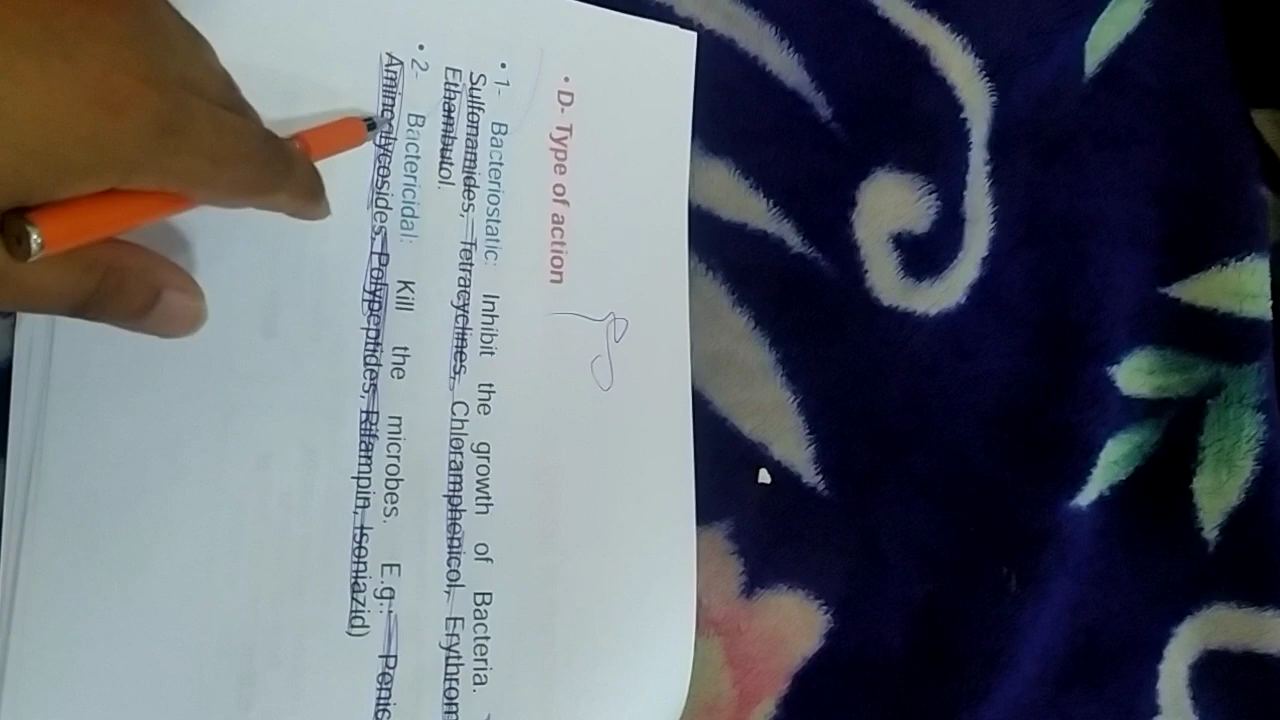 • D- Type of action
• 1- Bacteriostatic: Inhibit the growth of Bacteria.
Sulfonamides, Tetracyclines, Chloramphenicol, Erythrom
Ethambutol.
• 2- Bactericidal: Kill the microbes. E.g.: Penic
Aminoglycosides, Polypeptides, Rifampin, Isoniazid)